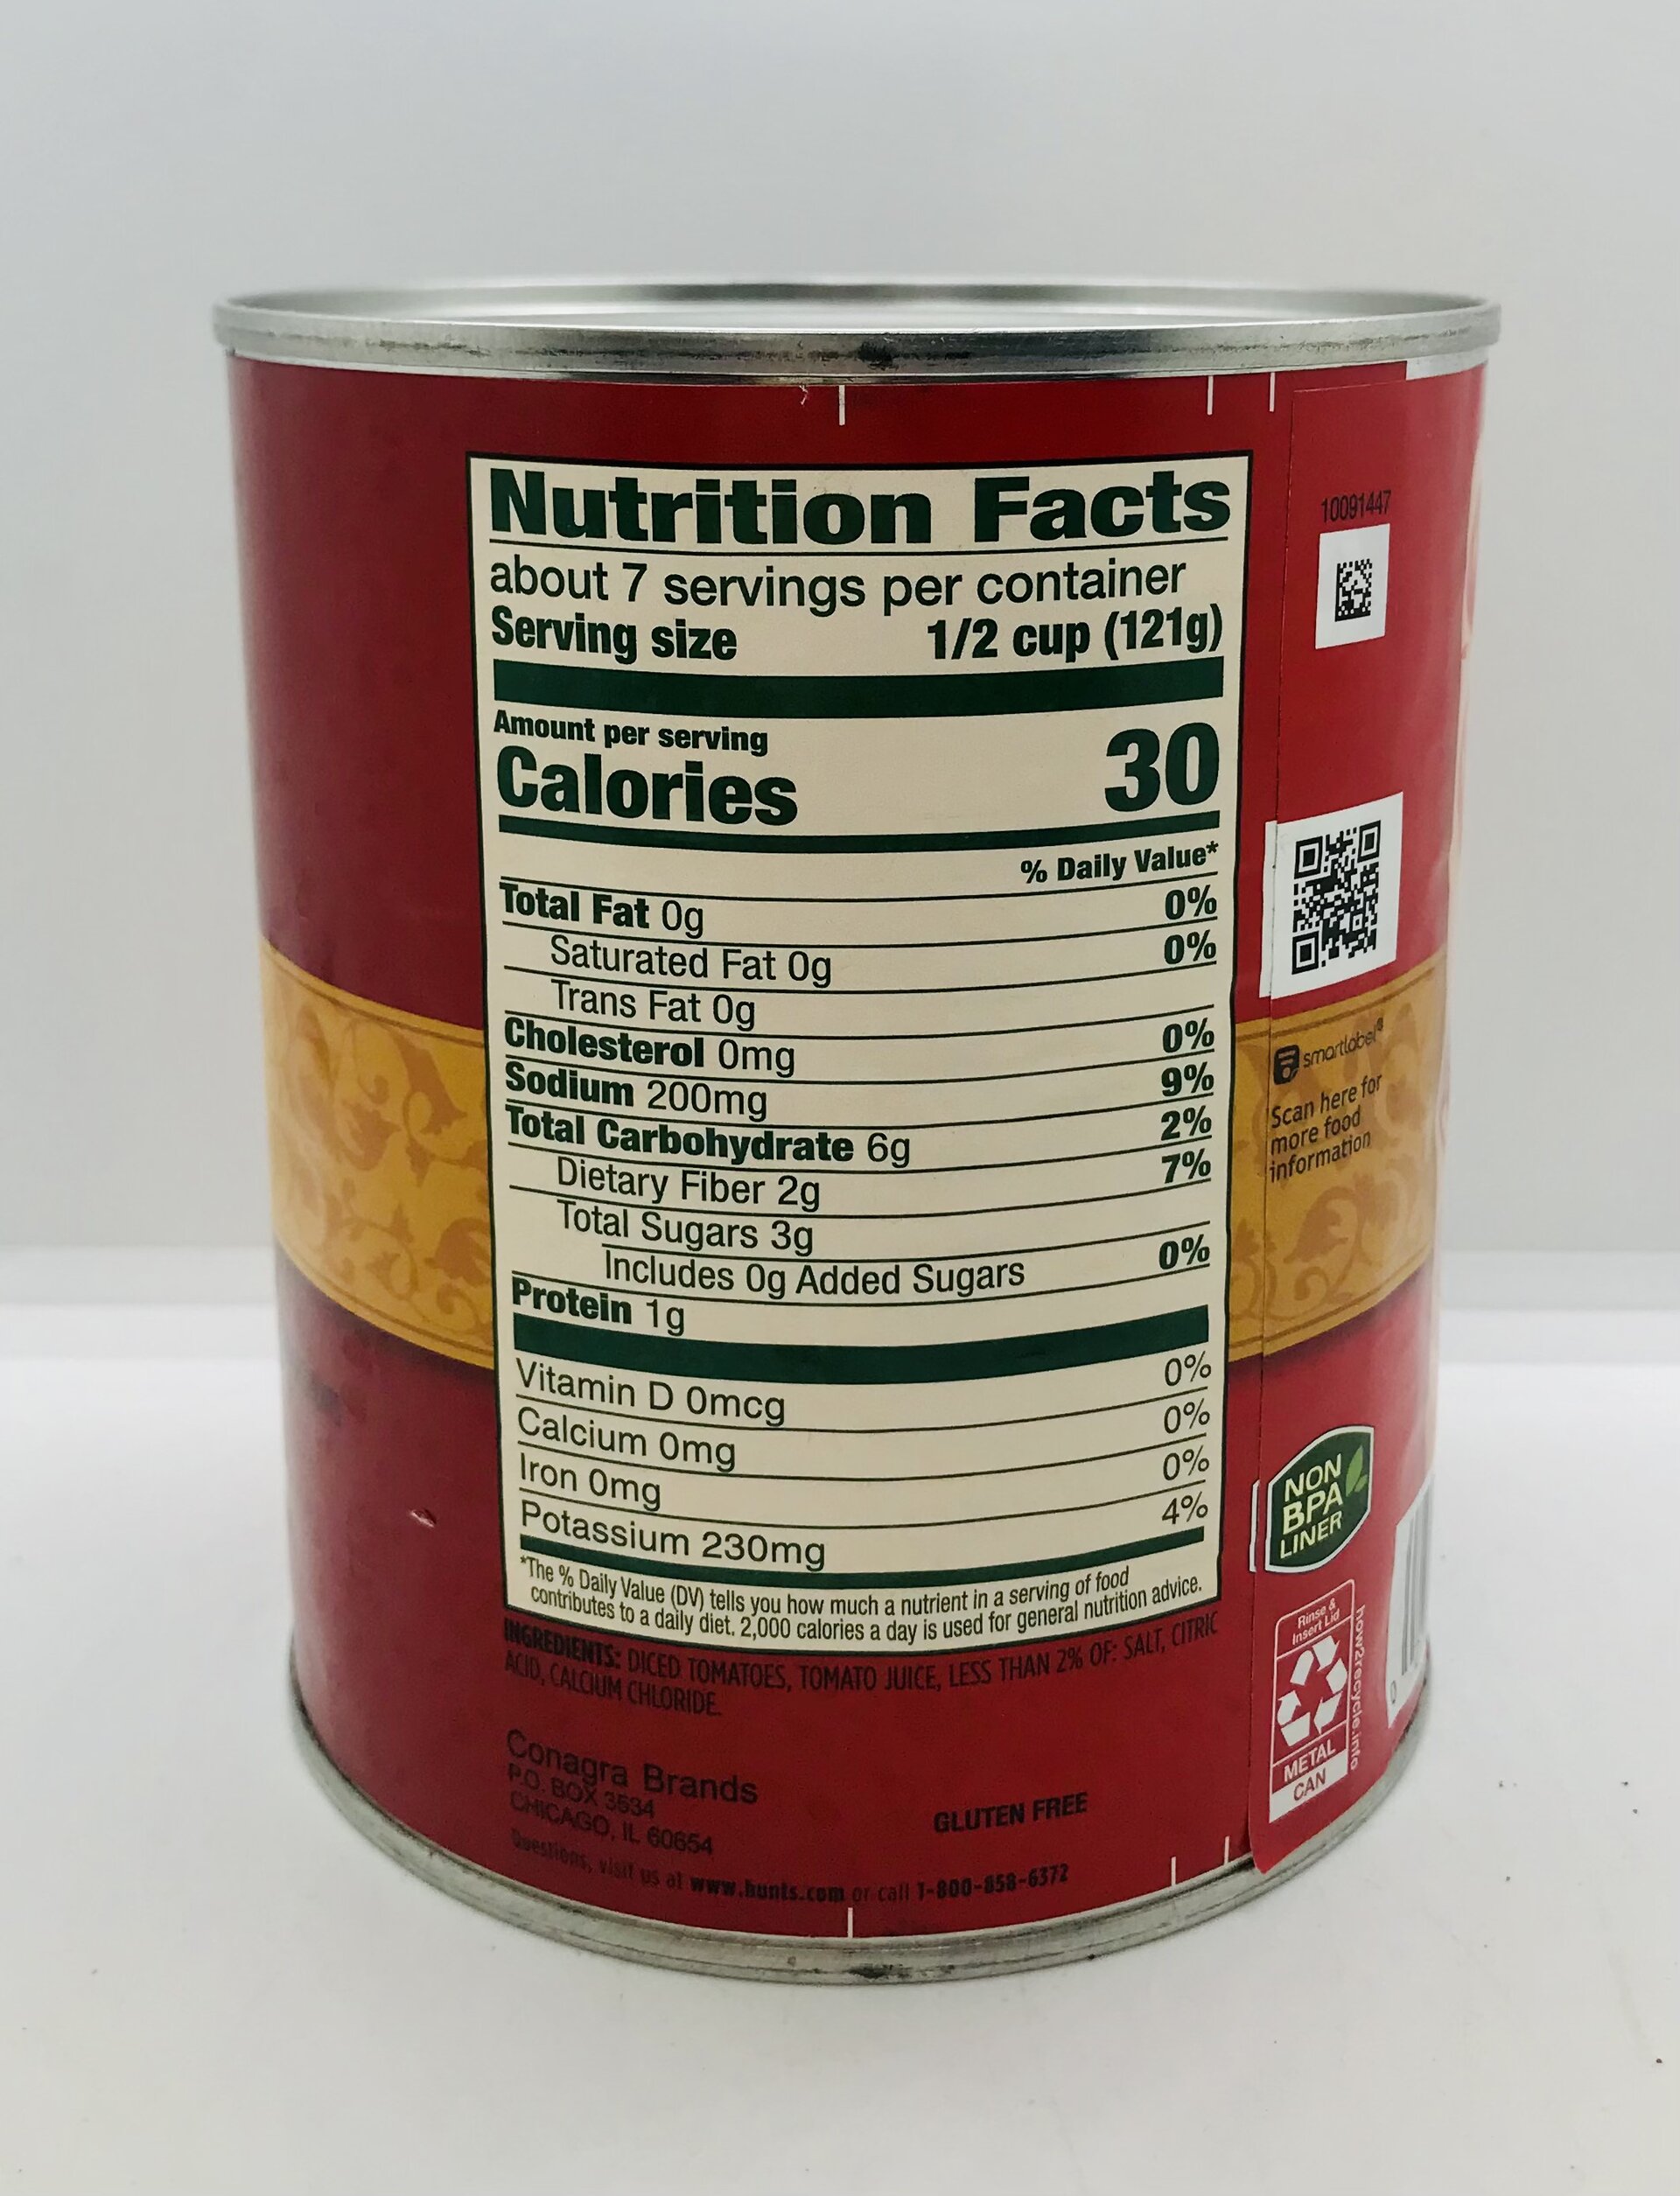 Nutrition Facts
about 7 servings per container
Serving size 1/2 cup (121g)
Amount per serving
Calories 30
% Daily Value*
Total Fat 0g 0%
Saturated Fat 0g 0%
Trans Fat 0g
Cholesterol 0mg 0%
Sodium 200mg 9%
Total Carbohydrate 6g 2%
Dietary Fiber 2g 7%
Total Sugars 3g
Includes 0g Added Sugars 0%
Protein 1g
Vitamin D 0mcg 0%
Calcium 0mg 0%
Iron 0mg 0%
Potassium 230mg 4%
*The % Daily Value (DV) tells you how much a nutrient in a serving of food
contributes to a daily diet. 2,000 calories a day is used for general nutrition advice.
INGREDIENTS: DICED TOMATOES, TOMATO JUICE, LESS THAN 2% OF: SALT, CITRIC
ACID, CALCIUM CHLORIDE.
Conagra Brands
P.O. BOX 3534
CHICAGO, IL 60654
GLUTEN FREE
Questions, visit us at www.hunts.com or call 1-800-858-6372
10091447
smartlabel®
Scan here for
more food
information
NON
BPA
LINER
Rinse &
Insert Lid
METAL
CAN
how2recycle.info
0